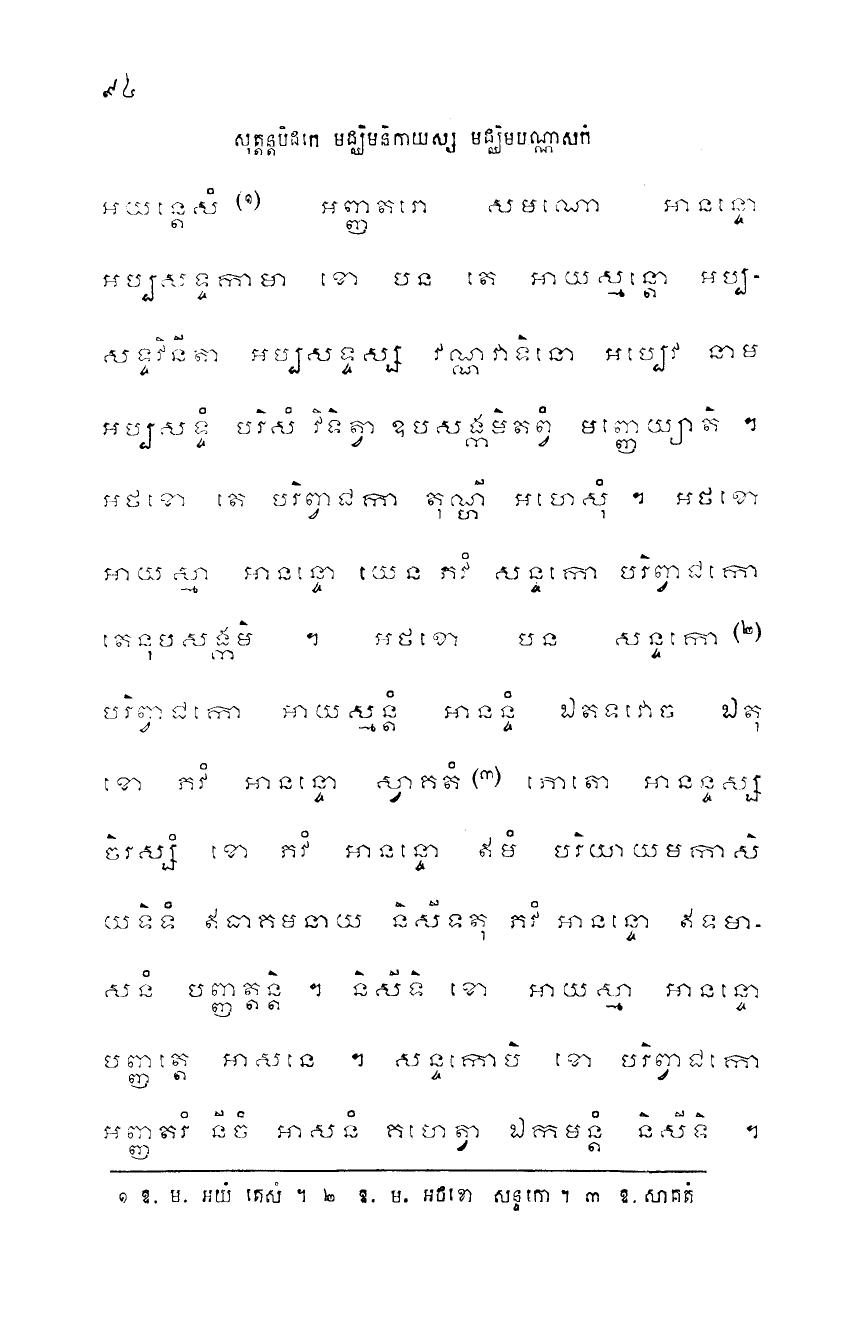 ៩៤
សុត្តន្តបិដកេ មជ្ឈិមនិកាយស្ស មជ្ឈិមបណ្ណាសកំ
អយន្តេសំ (១) អញ្ញតរោ សមណោ អានន្ទោ
អប្បសទ្ទកាមា ខោ បន តេ អាយស្មន្តោ អប្ប-
សទ្ទវិនីតា អប្បសទ្ទស្ស វណ្ណវាទិនោ អប្បេវ នាម
អប្បសទ្ទំ បរិសំ វិទិត្វា ឧបសង្កមិតព្វំ មញ្ញេយ្យាតិ ។
អថខោ តេ បរិព្វាជកា តុណ្ហី អហេសុំ ។ អថខោ
អាយស្មា អានន្ទោ យេន ភវំ សន្ទកោ បរិព្វាជកោ
តេនុបសង្កមិ ។ អថខោ បន សន្ទកោ (២)
បរិព្វាជកោ អាយស្មន្តំ អានន្ទំ ឯតទវោច ឯតុ
ខោ ភវំ អានន្ទោ ស្វាគតំ (៣) ភោតោ អានន្ទស្ស
ចិរស្សំ ខោ ភវំ អានន្ទោ ឥមំ បរិយាយមកាសិ
យទិទំ ឥធាគមនាយ និសីទតុ ភវំ អានន្ទោ ឥទមា-
សនំ បញ្ញត្តន្តិ ។ និសីទិ ខោ អាយស្មា អានន្ទោ
បញ្ញត្តេ អាសនេ ។ សន្ទកោបិ ខោ បរិព្វាជកោ
អញ្ញតរំ នីចំ អាសនំ គហេត្វា ឯកមន្តំ និសីទិ ។
១ ឱ. ម. អយំ តេសំ ។ ២ ឱ. ម. អថខោ សន្ទកោ ។ ៣ ឱ. សាគតំ